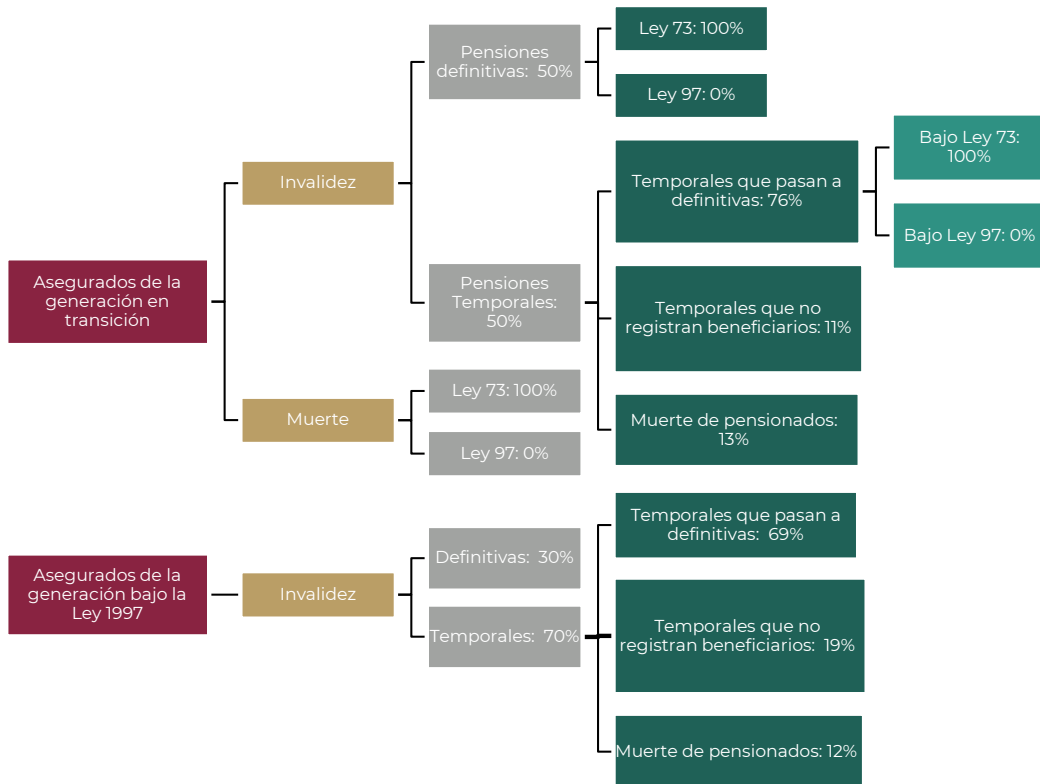 Asegurados de la
generación en
transición
Invalidez
Pensiones
definitivas: 50%
Ley 73: 100%
Ley 97: 0%
Pensiones
Temporales:
50%
Temporales que pasan a
definitivas: 76%
Bajo Ley 73:
100%
Bajo Ley 97: 0%
Temporales que no
registran beneficiarios: 11%
Muerte de pensionados:
13%
Muerte
Ley 73: 100%
Ley 97: 0%
Asegurados de la
generación bajo la
Ley 1997
Invalidez
Definitivas: 30%
Temporales: 70%
Temporales que pasan a
definitivas: 69%
Temporales que no
registran beneficiarios: 19%
Muerte de pensionados: 12%